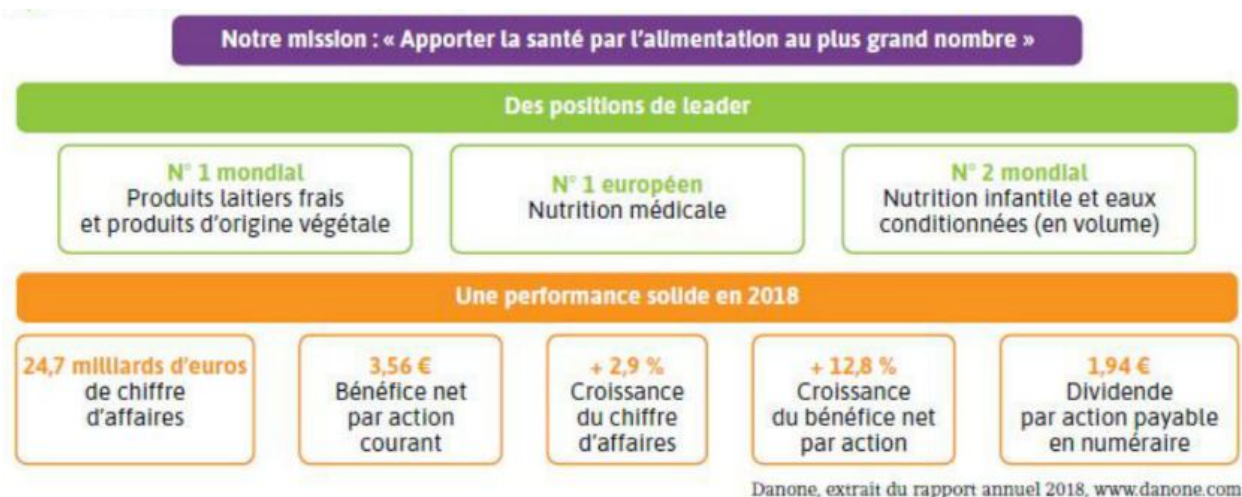 Notre mission : « Apporter la santé par l'alimentation au plus grand nombre »
Des positions de leader
N° 1 mondial
Produits laitiers frais
et produits d'origine végétale
N° 1 européen
Nutrition médicale
N° 2 mondial
Nutrition infantile et eaux
conditionnées (en volume)
Une performance solide en 2018
24,7 milliards d'euros
de chiffre
d'affaires
3,56 €
Bénéfice net
par action
courant
+ 2,9 %
Croissance
du chiffre
d'affaires
+ 12,8 %
Croissance
du bénéfice net
par action
1,94 €
Dividende
par action payable
en numéraire
Danone, extrait du rapport annuel 2018, www.danone.com